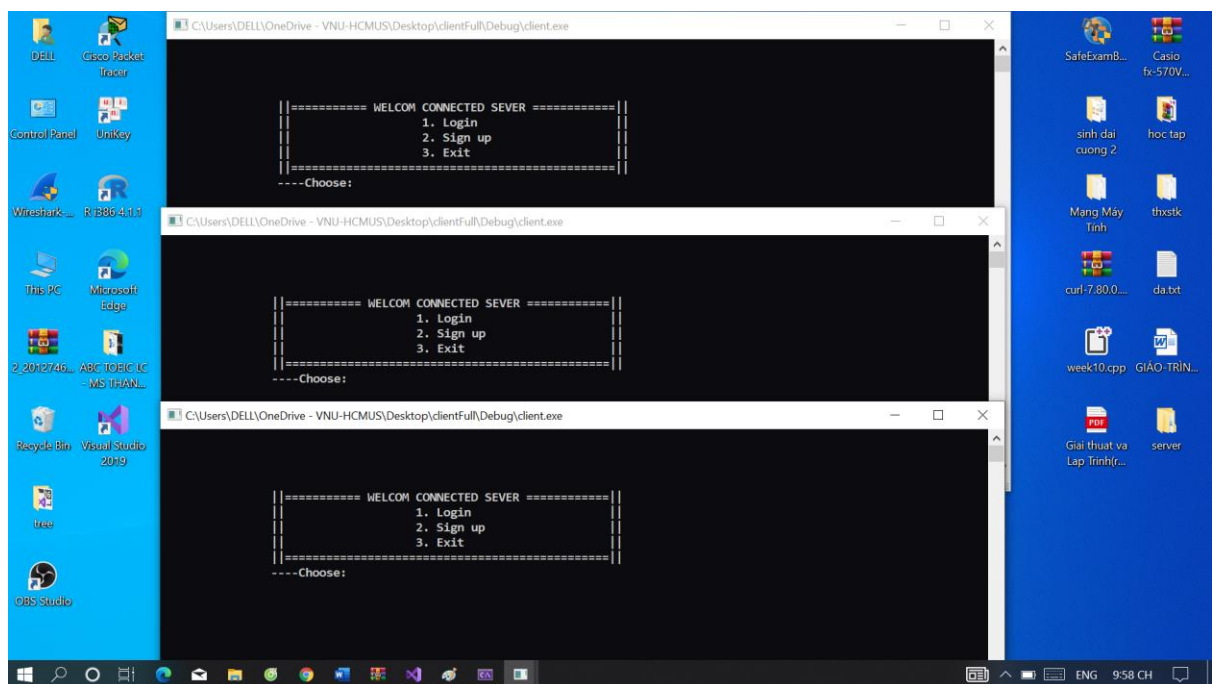 DELL
Cisco Packet
Tracer
Control Panel
UniKey
Wireshark-...
R i386 4.1.1
This PC
Microsoft
Edge
2_2012746...
ABC TOEIC LC
- MS THAN...
Recycle Bin
Visual Studio
2019
tree
OBS Studio
C:\Users\DELL\OneDrive - VNU-HCMUS\Desktop\clientFull\Debug\client.exe
||=========== WELCOM CONNECTED SEVER ============||
|| 1. Login ||
|| 2. Sign up ||
|| 3. Exit ||
||================================================||
----Choose:
C:\Users\DELL\OneDrive - VNU-HCMUS\Desktop\clientFull\Debug\client.exe
||=========== WELCOM CONNECTED SEVER ============||
|| 1. Login ||
|| 2. Sign up ||
|| 3. Exit ||
||================================================||
----Choose:
C:\Users\DELL\OneDrive - VNU-HCMUS\Desktop\clientFull\Debug\client.exe
||=========== WELCOM CONNECTED SEVER ============||
|| 1. Login ||
|| 2. Sign up ||
|| 3. Exit ||
||================================================||
----Choose:
SafeExamB...
Casio
fx-570V...
sinh dai
cuong 2
hoc tap
Mạng Máy
Tính
thxstk
curl-7.80.0....
da.txt
week10.cpp
GIÁO-TRÌN...
PDF
Giai thuat va
Lap Trinh(r...
server
ENG
9:58 CH